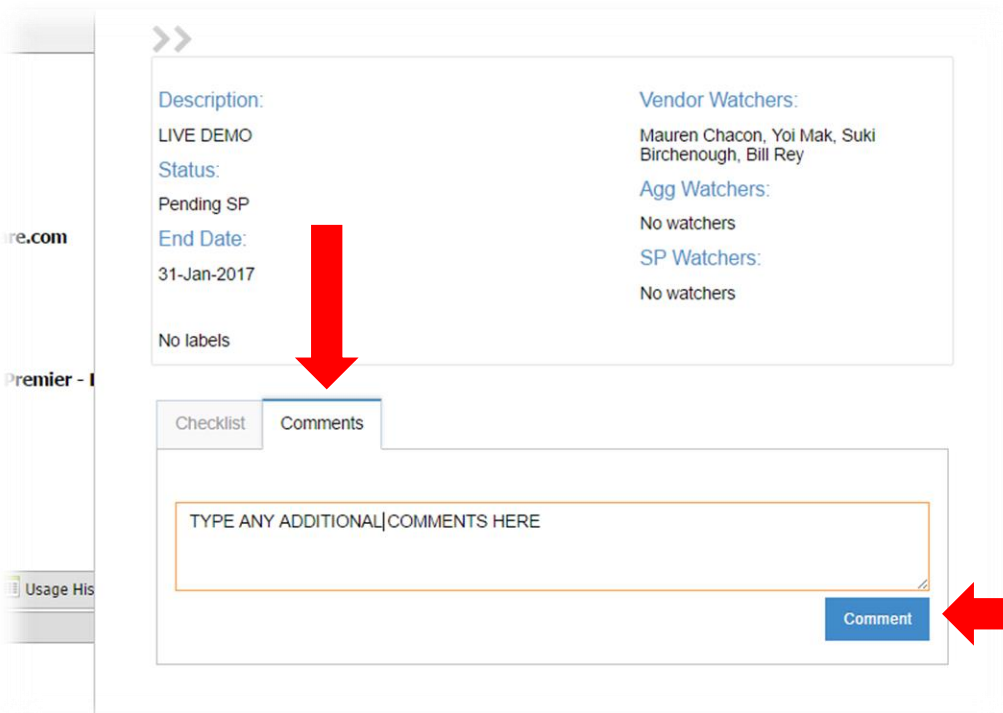 Description:
LIVE DEMO
Status:
Pending SP
End Date:
31-Jan-2017
No labels
Vendor Watchers:
Mauren Chacon, Yoi Mak, Suki
Birchenough, Bill Rey
Agg Watchers:
No watchers
SP Watchers:
No watchers
re.com
Premier -
Checklist
Comments
TYPE ANY ADDITIONAL COMMENTS HERE
Usage His
Comment